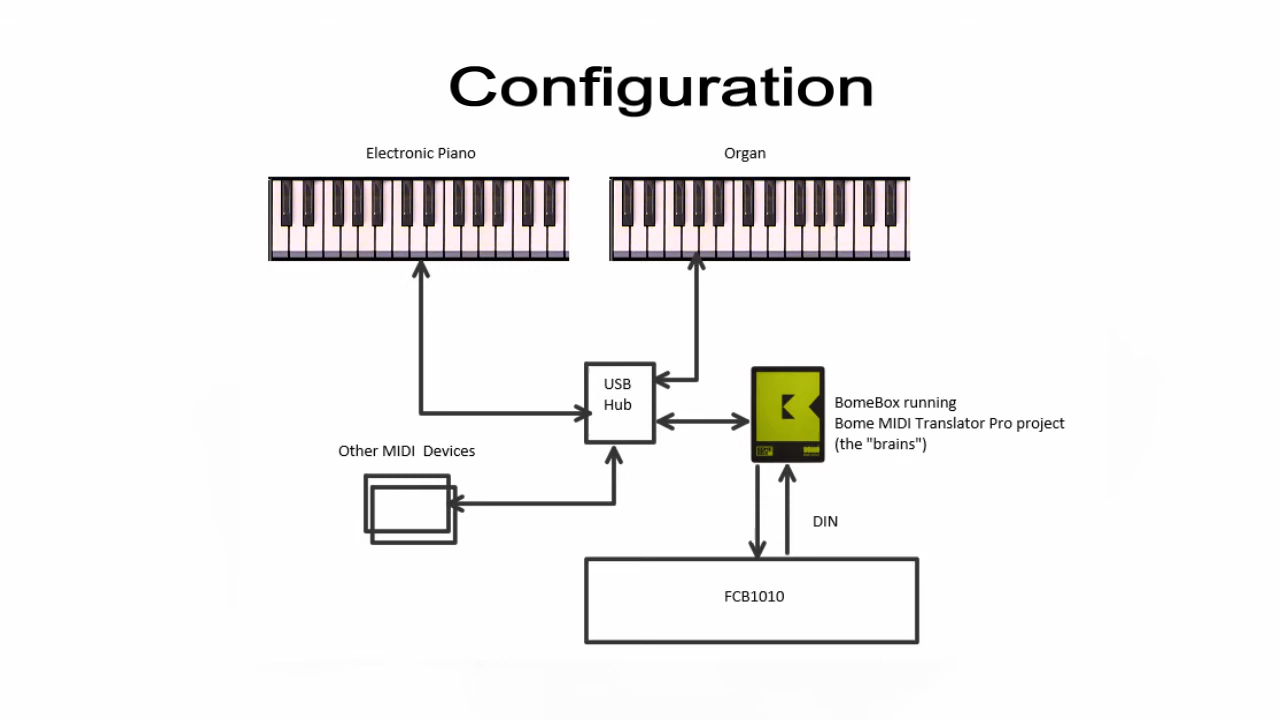 Configuration
Electronic Piano
Organ
USB
Hub
BomeBox running
Bome MIDI Translator Pro project
(the "brains")
Other MIDI  Devices
DIN
FCB1010